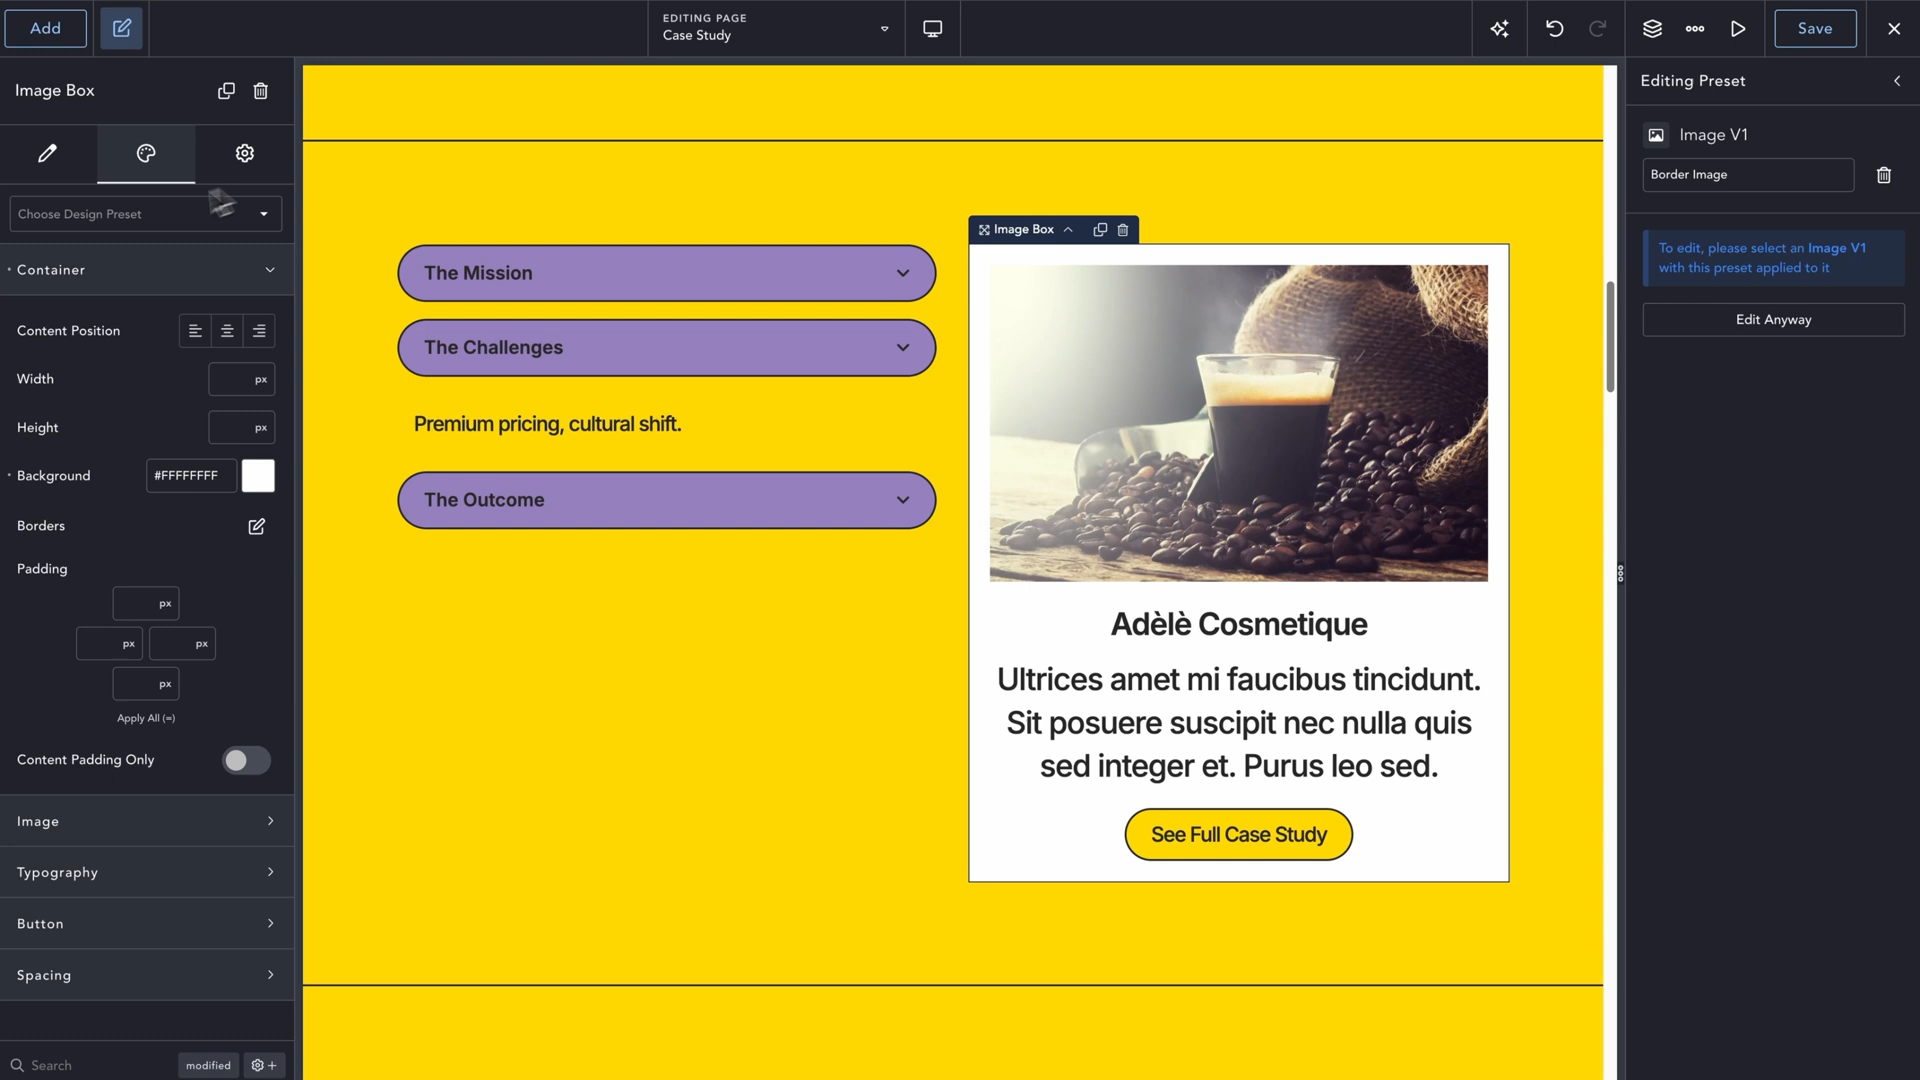 Add
EDITING PAGE
Case Study
Save
Image Box
Choose Design Preset
Container
Content Position
Width
px
Height
px
Background
#FFFFFFFF
Borders
Padding
px
px
px
px
Apply All (=)
Content Padding Only
Image
Typography
Button
Spacing
Search
modified
The Mission
The Challenges
Premium pricing, cultural shift.
The Outcome
Image Box
Adèlè Cosmetique
Ultrices amet mi faucibus tincidunt.
Sit posuere suscipit nec nulla quis
sed integer et. Purus leo sed.
See Full Case Study
Editing Preset
Image V1
Border Image
To edit, please select an Image V1
with this preset applied to it
Edit Anyway